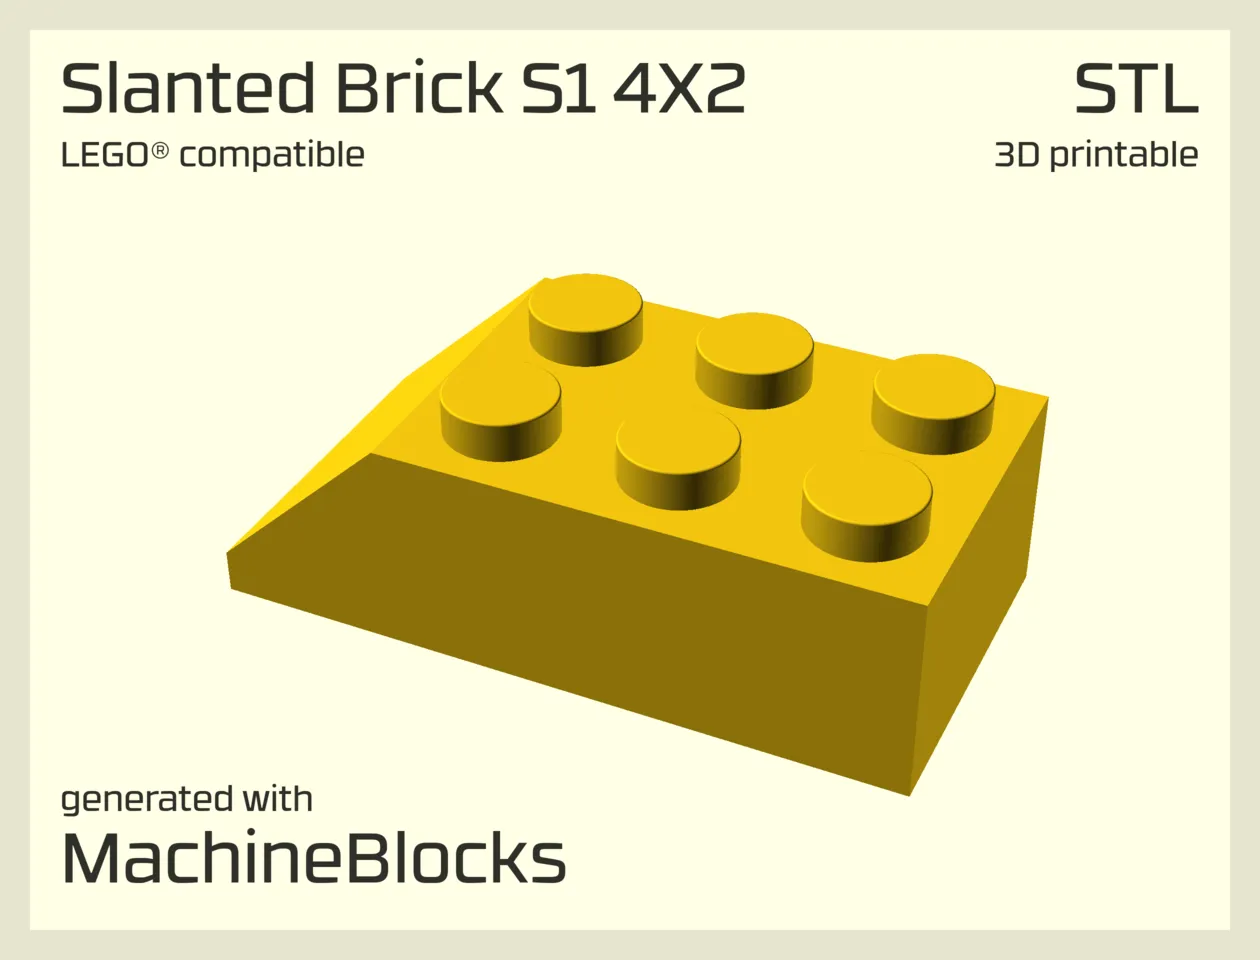 Slanted Brick S1 4X2
STL
LEGO® compatible
3D printable
generated with
MachineBlocks